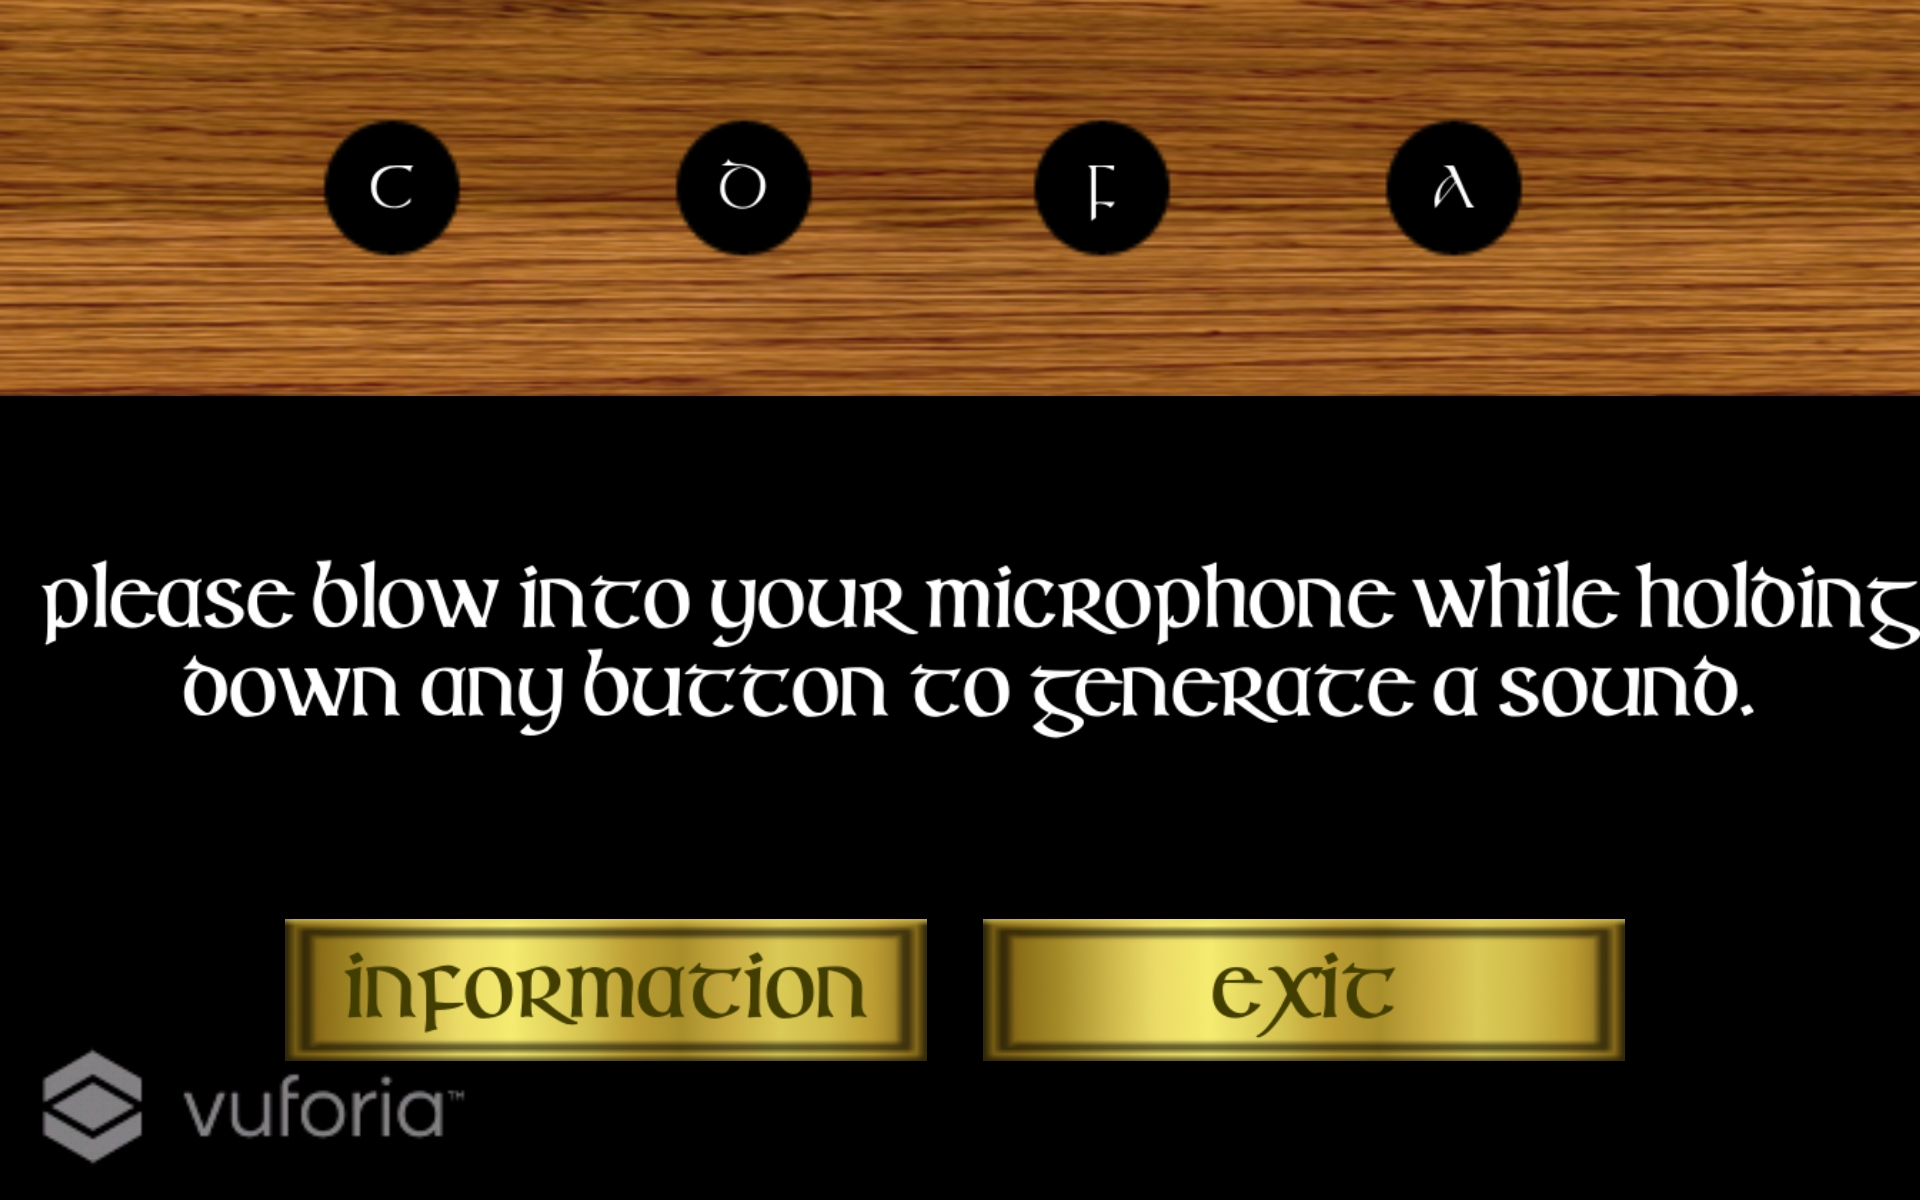 C D F A
please blow into your microphone while holding
down any button to generate a sound.
information exit
vuforia™